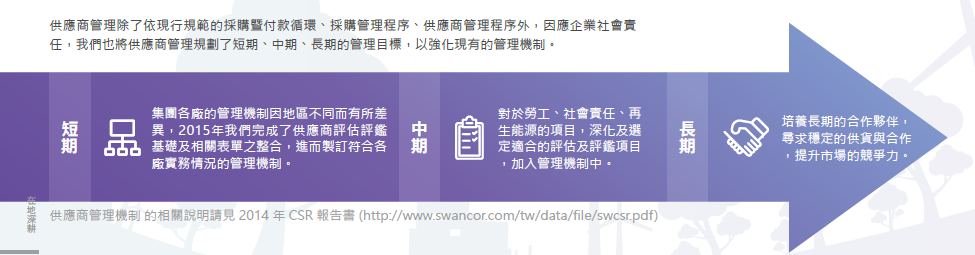 供應商管理除了依現行規範的採購暨付款循環、採購管理程序、供應商管理程序外，因應企業社會責
任，我們也將供應商管理規劃了短期、中期、長期的管理目標，以強化現有的管理機制。
短期
集團各廠的管理機制因地區不同而有所差
異，2015年我們完成了供應商評估評鑑
基礎及相關表單之整合，進而製訂符合各
廠實務情況的管理機制。
中期
對於勞工、社會責任、再
生能源的項目，深化及選
定適合的評估及評鑑項目
，加入管理機制中。
長期
培養長期的合作夥伴，
尋求穩定的供貨與合作
，提升市場的競爭力。
在地深耕
供應商管理機制 的相關說明請見 2014 年 CSR 報告書 (http://www.swancor.com/tw/data/file/swcsr.pdf)